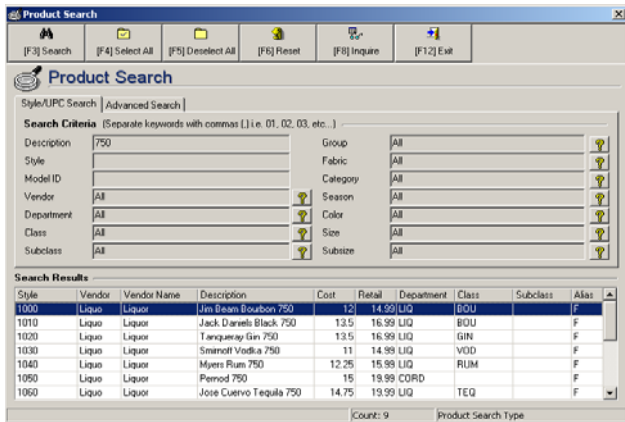 Product Search
[F3] Search [F4] Select All [F5] Deselect All [F6] Reset [F8] Inquire [F12] Exit
Product Search
Style/UPC Search Advanced Search
Search Criteria (Separate keywords with commas (,) i.e. 01, 02, 03, etc...)
Description 750 Group All
Style Fabric All
Model ID Category All
Vendor All Season All
Department All Color All
Class All Size All
Subclass All Subsize All
Search Results
Style Vendor Vendor Name Description Cost Retail Department Class Subclass Alias
1000 Liquo Liquor Jim Beam Bourbon 750 12 14.99 LIQ BOU F
1010 Liquo Liquor Jack Daniels Black 750 13.5 16.99 LIQ BOU F
1020 Liquo Liquor Tanqueray Gin 750 13.5 16.99 LIQ GIN F
1030 Liquo Liquor Smirnoff Vodka 750 11 14.99 LIQ VOD F
1040 Liquo Liquor Myers Rum 750 12.25 15.99 LIQ RUM F
1050 Liquo Liquor Pernod 750 15 19.99 CORD F
1060 Liquo Liquor Jose Cuervo Tequila 750 14.75 19.99 LIQ TEQ F
Count: 9 Product Search Type